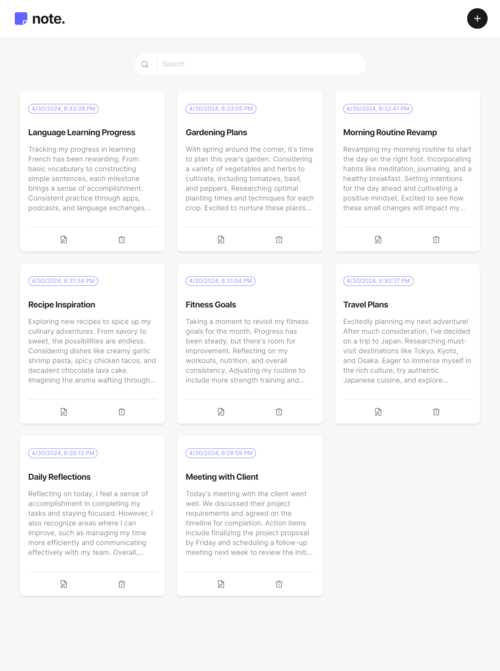 note.
Search
4/30/2024, 6:33:28 PM
Language Learning Progress
Tracking my progress in learning
French has been rewarding. From
basic vocabulary to constructing
simple sentences, each milestone
brings a sense of accomplishment.
Consistent practice through apps,
podcasts, and language exchanges...
4/30/2024, 6:33:05 PM
Gardening Plans
With spring around the corner, it's time
to plan this year's garden. Considering
a variety of vegetables and herbs to
cultivate, including tomatoes, basil,
and peppers. Researching optimal
planting times and techniques for each
crop. Excited to nurture these plants...
4/30/2024, 6:32:41 PM
Morning Routine Revamp
Revamping my morning routine to start
the day on the right foot. Incorporating
habits like meditation, journaling, and a
healthy breakfast. Setting intentions
for the day ahead and cultivating a
positive mindset. Excited to see how
these small changes will impact my...
4/30/2024, 6:31:34 PM
Recipe Inspiration
Exploring new recipes to spice up my
culinary adventures. From savory to
sweet, the possibilities are endless.
Considering dishes like creamy garlic
shrimp pasta, spicy chicken tacos, and
decadent chocolate lava cake.
Imagining the aroma wafting through...
4/30/2024, 6:31:04 PM
Fitness Goals
Taking a moment to revisit my fitness
goals for the month. Progress has
been steady, but there's room for
improvement. Reflecting on my
workouts, nutrition, and overall
consistency. Adjusting my routine to
include more strength training and...
4/30/2024, 6:30:37 PM
Travel Plans
Excitedly planning my next adventure!
After much consideration, I've decided
on a trip to Japan. Researching must-
visit destinations like Tokyo, Kyoto,
and Osaka. Eager to immerse myself in
the rich culture, try authentic
Japanese cuisine, and explore...
4/30/2024, 6:30:12 PM
Daily Reflections
Reflecting on today, I feel a sense of
accomplishment in completing my
tasks and staying focused. However, I
also recognize areas where I can
improve, such as managing my time
more efficiently and communicating
effectively with my team. Overall,...
4/30/2024, 6:28:59 PM
Meeting with Client
Today's meeting with the client went
well. We discussed their project
requirements and agreed on the
timeline for completion. Action items
include finalizing the project proposal
by Friday and scheduling a follow-up
meeting next week to review the initi...